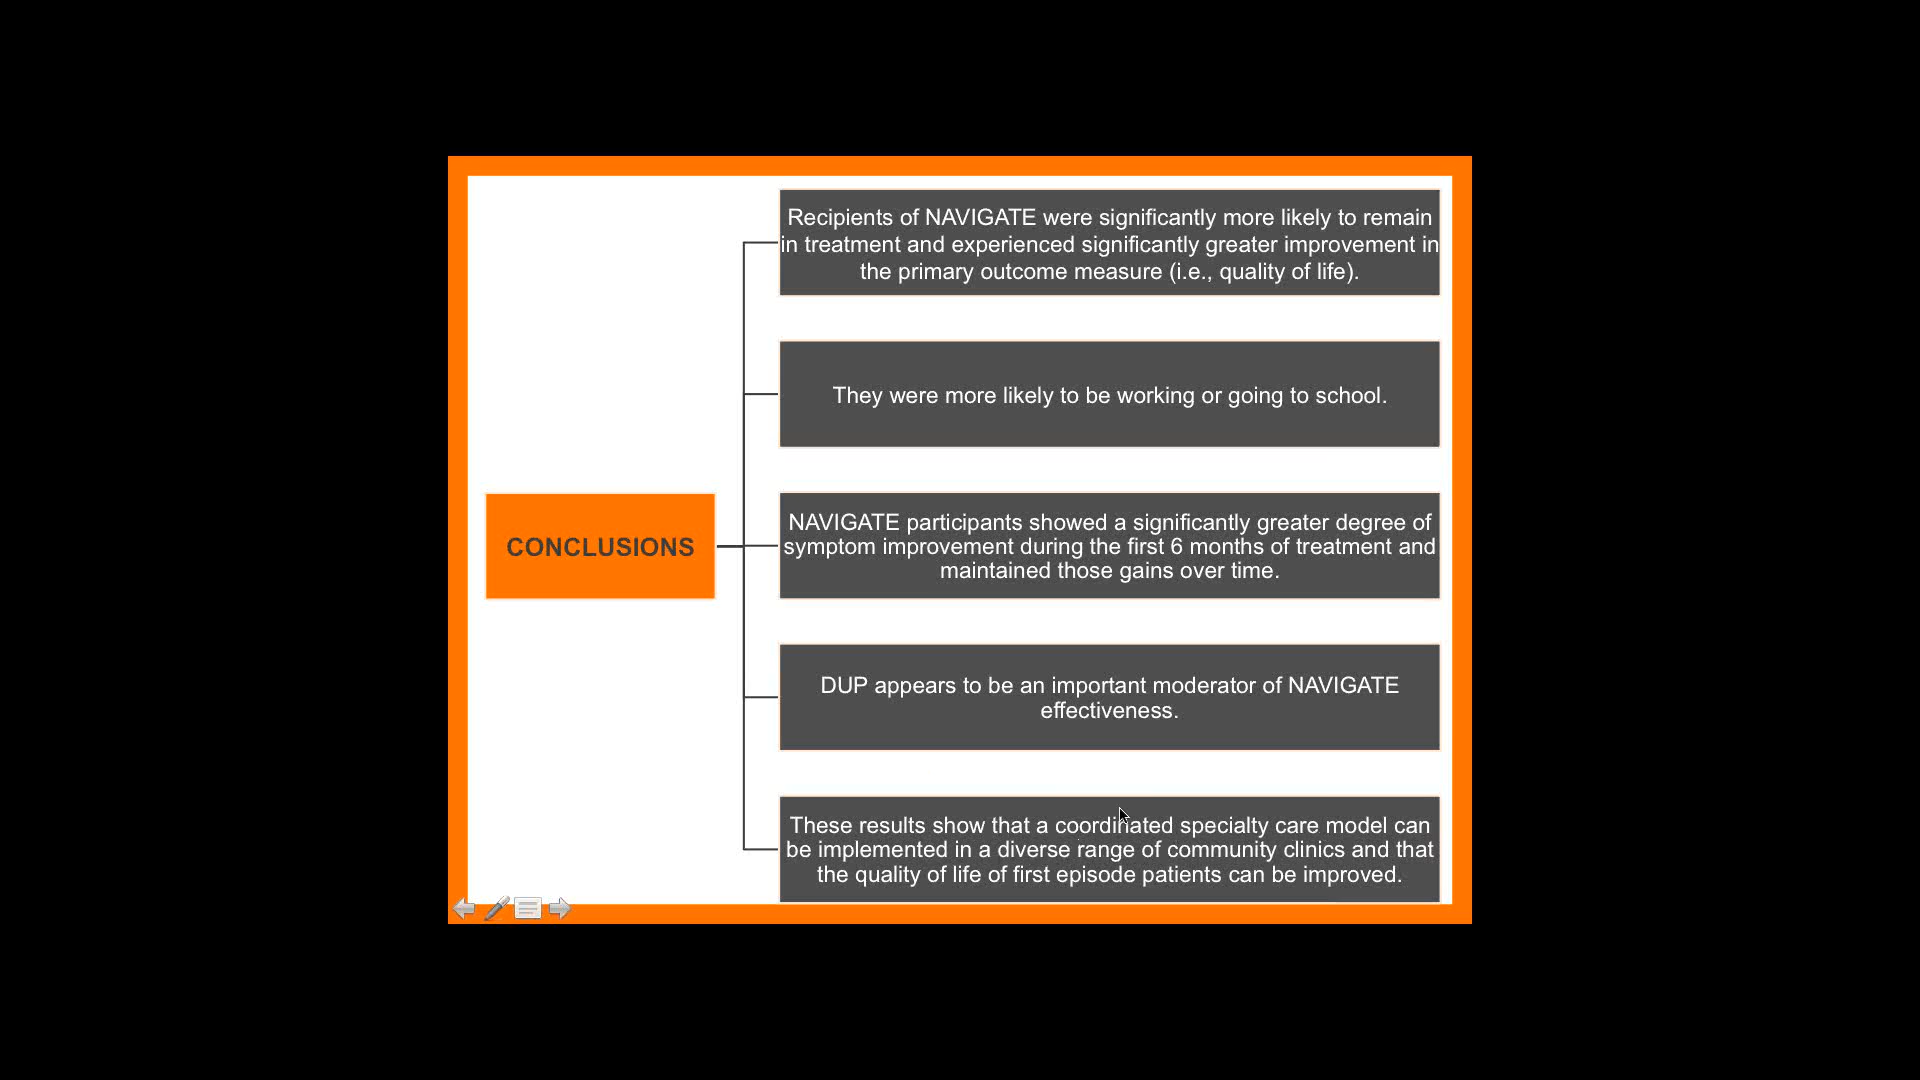 Recipients of NAVIGATE were significantly more likely to remain
in treatment and experienced significantly greater improvement in
the primary outcome measure (i.e., quality of life).
They were more likely to be working or going to school.
CONCLUSIONS
NAVIGATE participants showed a significantly greater degree of
symptom improvement during the first 6 months of treatment and
maintained those gains over time.
DUP appears to be an important moderator of NAVIGATE
effectiveness.
These results show that a coordinated specialty care model can
be implemented in a diverse range of community clinics and that
the quality of life of first episode patients can be improved.